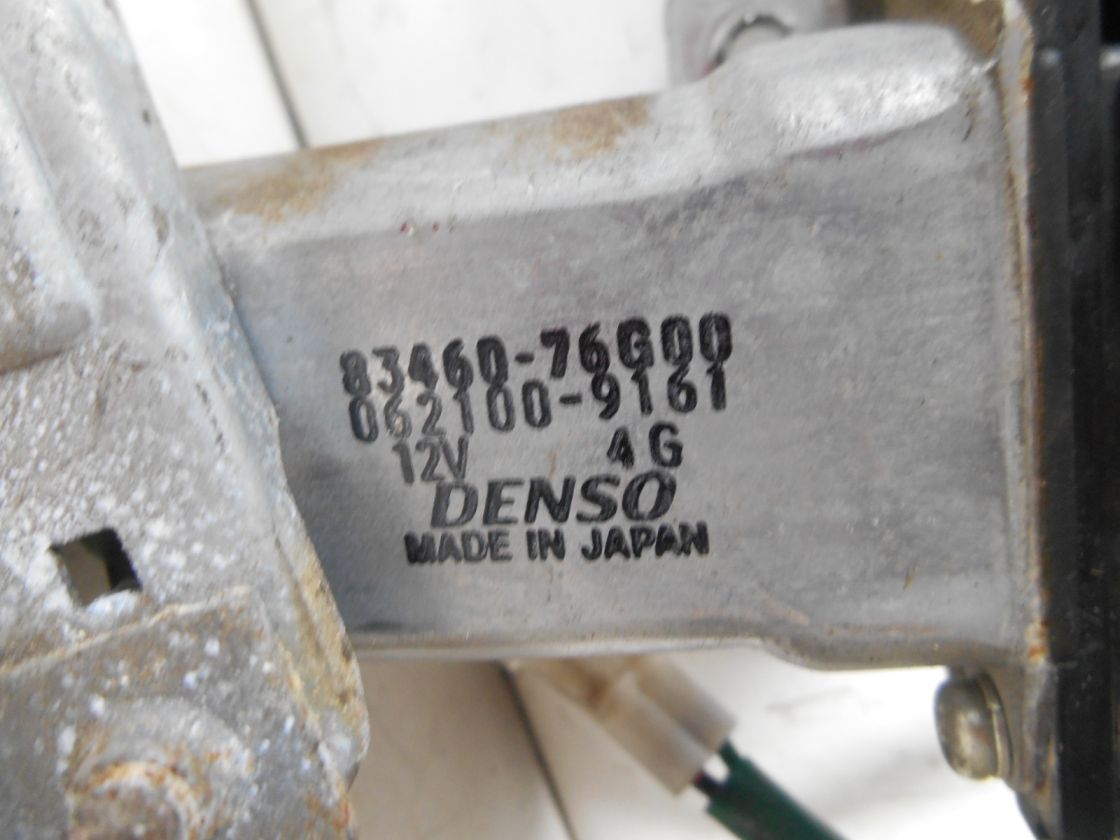 83460-76G00
062100-9161
12V 4G
DENSO
MADE IN JAPAN